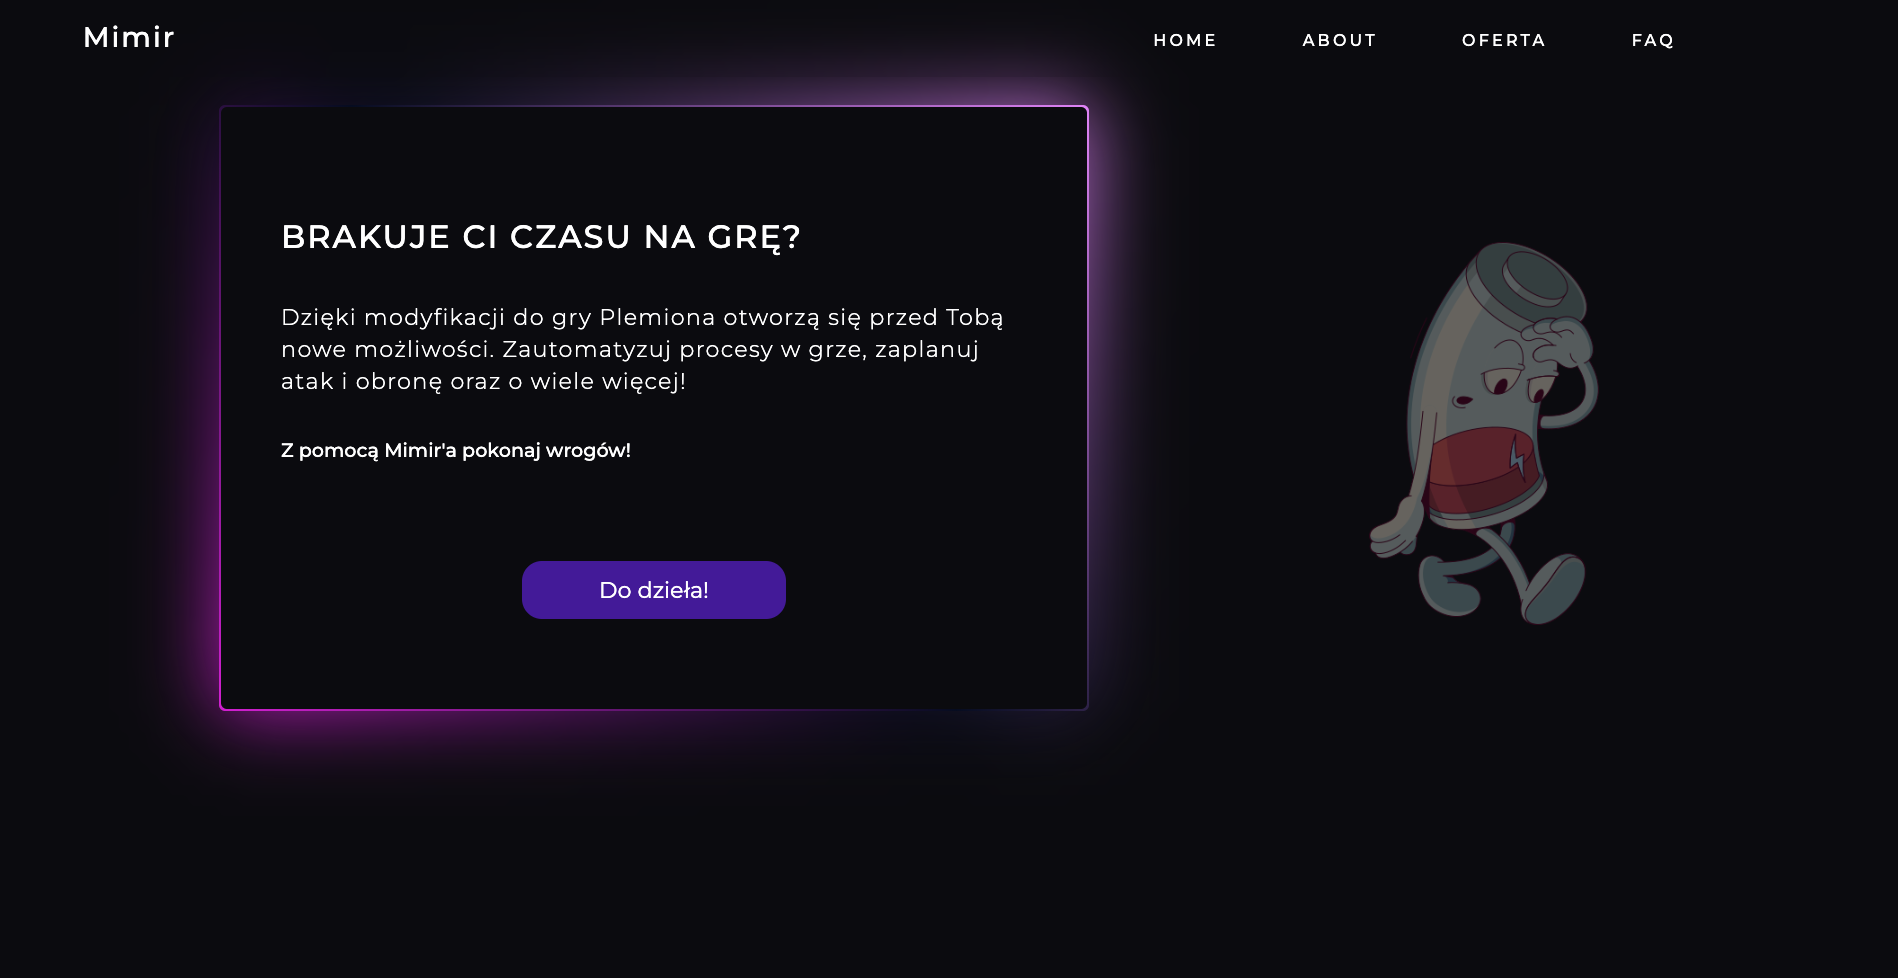 Mimir
HOME ABOUT OFERTA FAQ
BRAKUJE CI CZASU NA GRĘ?
Dzięki modyfikacji do gry Plemiona otworzą się przed Tobą
nowe możliwości. Zautomatyzuj procesy w grze, zaplanuj
atak i obronę oraz o wiele więcej!
Z pomocą Mimir'a pokonaj wrogów!
Do dzieła!